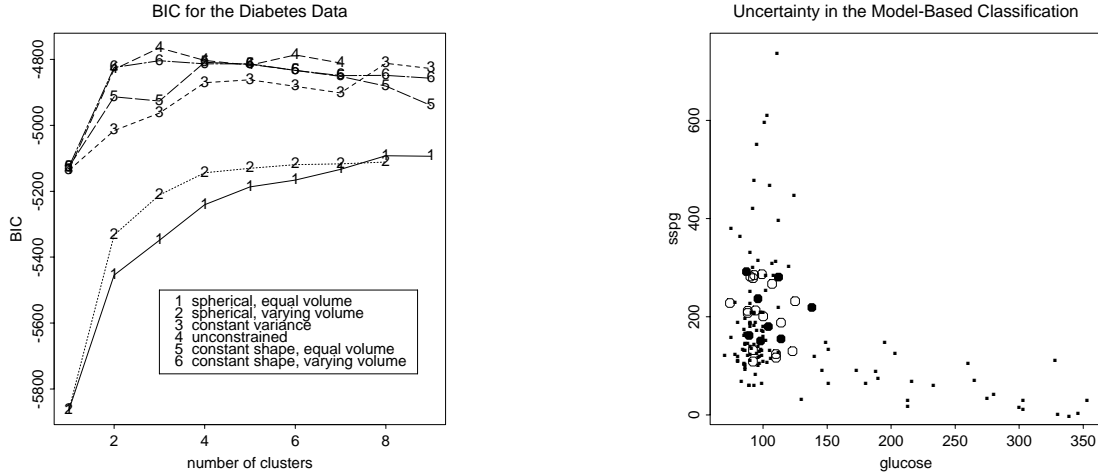 BIC for the Diabetes Data
BIC
-4800
-5000
-5200
-5400
-5600
-5800
2
4
6
8
number of clusters
1 spherical, equal volume
2 spherical, varying volume
3 constant variance
4 unconstrained
5 constant shape, equal volume
6 constant shape, varying volume
Uncertainty in the Model-Based Classification
sspg
600
400
200
0
100
150
200
250
300
350
glucose